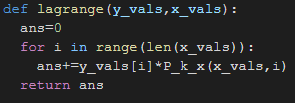 def lagrange(y_vals,x_vals):
  ans=0
  for i in range(len(x_vals)):
    ans+=y_vals[i]*P_k_x(x_vals,i)
  return ans